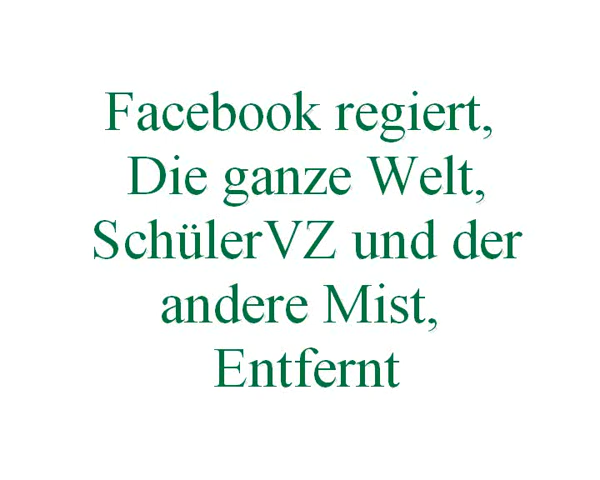 Facebook regiert,
Die ganze Welt,
SchülerVZ und der
andere Mist,
Entfernt